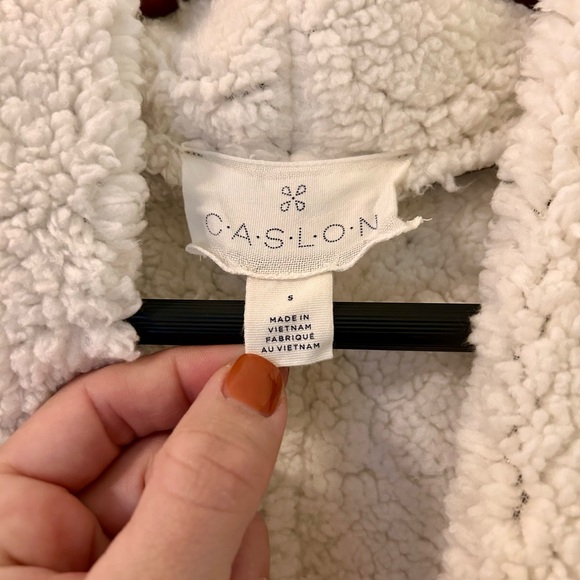 C·A·S·L·O·N
S
MADE IN
VIETNAM
FABRIQUÉ
AU VIETNAM